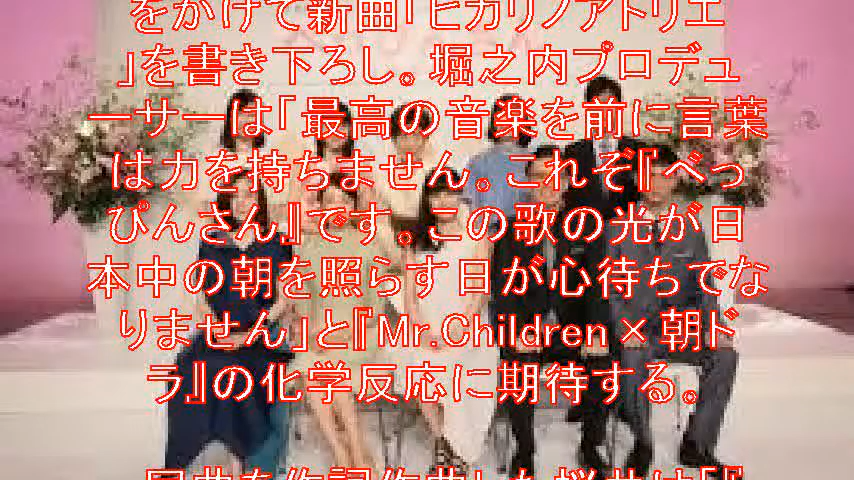 をかけて新曲「ヒカリノアトリエ
」を書き下ろし。堀之内プロデュ
ーサーは「最高の音楽を前に言葉
は力を持ちません。これぞ『べっ
ぴんさん』です。この歌の光が日
本中の朝を照らす日が心待ちでな
りません」と『Mr.Children×朝ド
ラ』の化学反応に期待する。